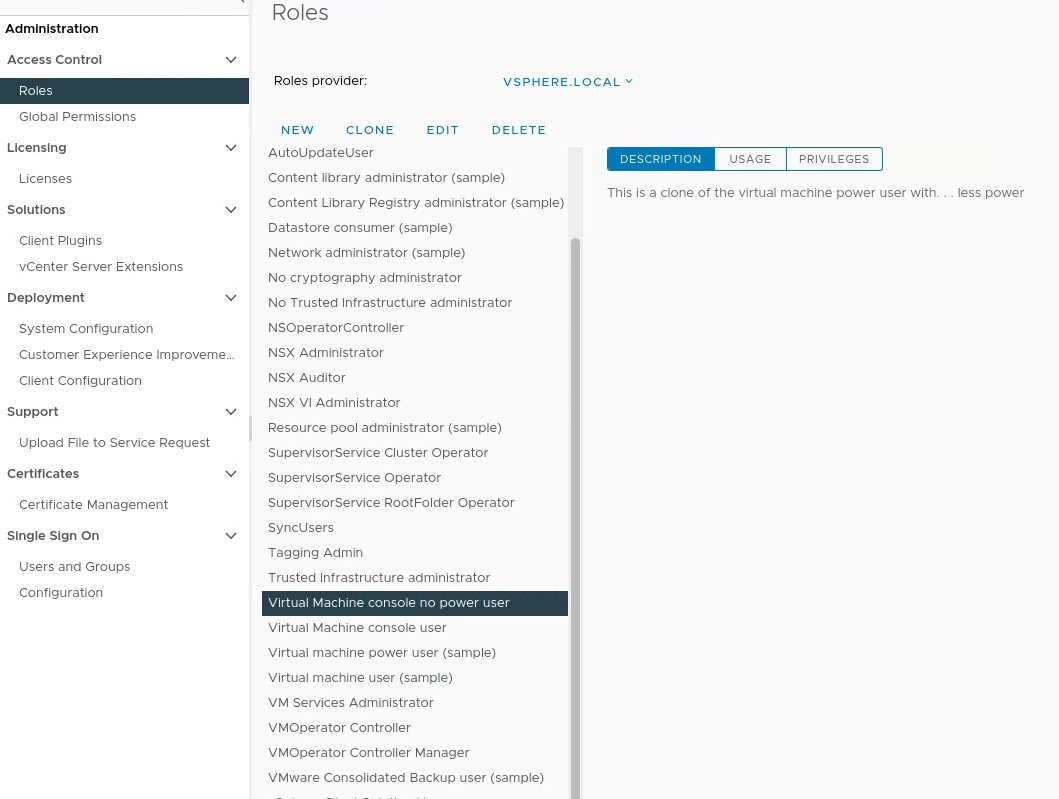 Administration
Access Control
Roles
Global Permissions
Licensing
Licenses
Solutions
Client Plugins
vCenter Server Extensions
Deployment
System Configuration
Customer Experience Improveme...
Client Configuration
Support
Upload File to Service Request
Certificates
Certificate Management
Single Sign On
Users and Groups
Configuration
Roles
Roles provider: VSPHERE.LOCAL
NEW CLONE EDIT DELETE
AutoUpdateUser
Content library administrator (sample)
Content Library Registry administrator (sample)
Datastore consumer (sample)
Network administrator (sample)
No cryptography administrator
No Trusted Infrastructure administrator
NSOperatorController
NSX Administrator
NSX Auditor
NSX VI Administrator
Resource pool administrator (sample)
SupervisorService Cluster Operator
SupervisorService Operator
SupervisorService RootFolder Operator
SyncUsers
Tagging Admin
Trusted Infrastructure administrator
Virtual Machine console no power user
Virtual Machine console user
Virtual machine power user (sample)
Virtual machine user (sample)
VM Services Administrator
VMOperator Controller
VMOperator Controller Manager
VMware Consolidated Backup user (sample)
DESCRIPTION USAGE PRIVILEGES
This is a clone of the virtual machine power user with. . . less power